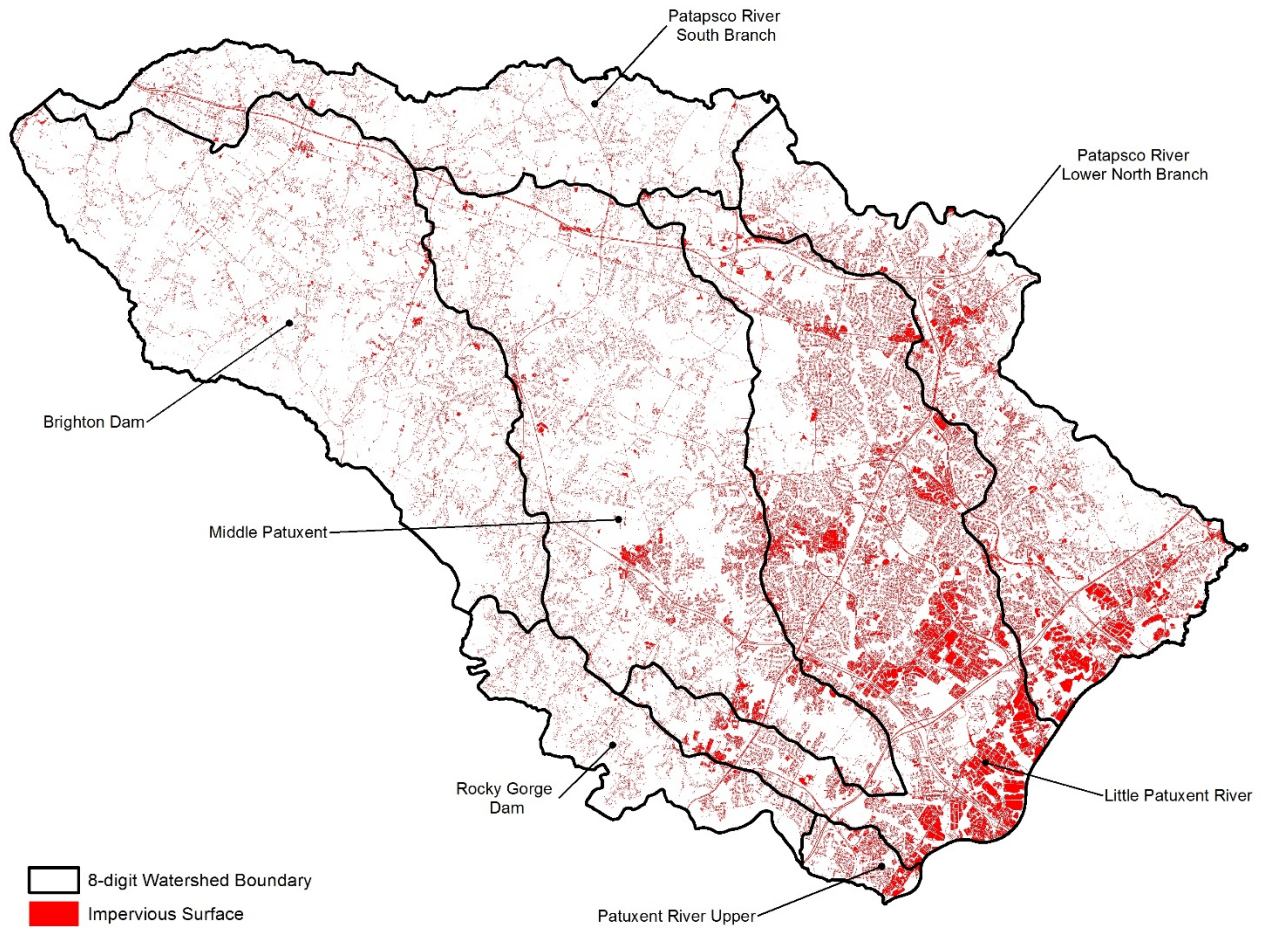 Patapsco River
South Branch
Patapsco River
Lower North Branch
Brighton Dam
Middle Patuxent
Rocky Gorge
Dam
Little Patuxent River
Patuxent River Upper
8-digit Watershed Boundary
Impervious Surface